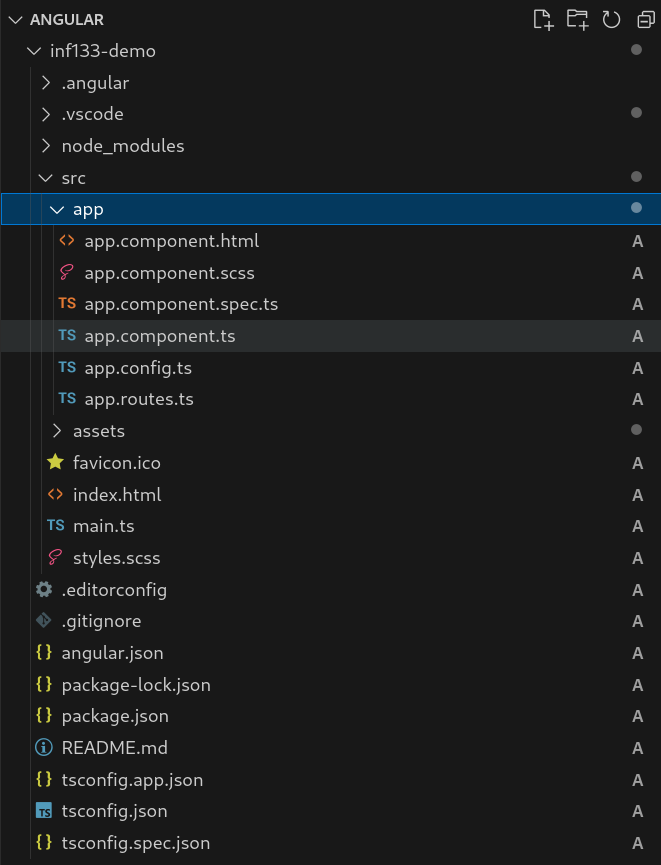 ANGULAR
inf133-demo
.angular
.vscode
node_modules
src
app
app.component.html A
app.component.scss A
TS app.component.spec.ts A
TS app.component.ts A
TS app.config.ts A
TS app.routes.ts A
assets
favicon.ico A
index.html A
TS main.ts A
styles.scss A
.editorconfig A
.gitignore A
{} angular.json A
{} package-lock.json A
{} package.json A
README.md A
{} tsconfig.app.json A
TS tsconfig.json A
{} tsconfig.spec.json A